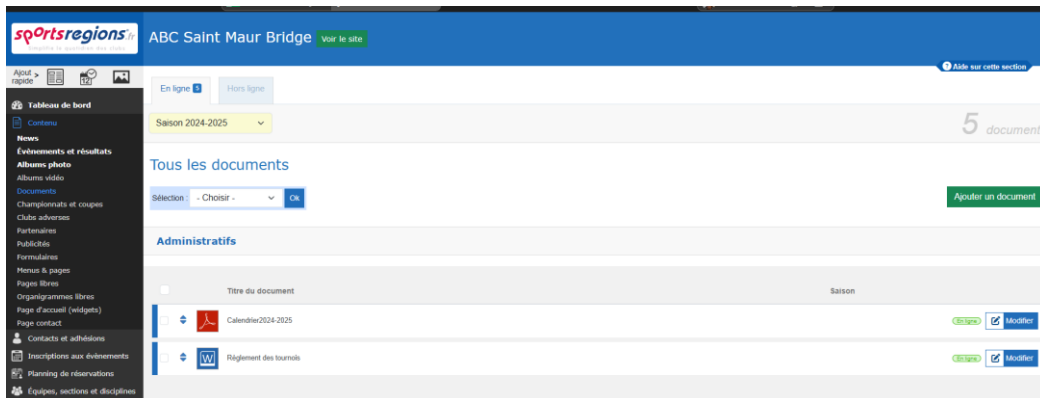 sportsregions.fr
ABC Saint Maur Bridge Voir le site
Aide sur cette section
Ajout rapide >
12
En ligne 5 Hors ligne
Tableau de bord
Contenu
News
Évènements et résultats
Albums photo
Albums vidéo
Documents
Championnats et coupes
Clubs adverses
Partenaires
Publicités
Formulaires
Menus & pages
Pages libres
Organigrammes libres
Page d'accueil (widgets)
Page contact
Contacts et adhésions
Inscriptions aux évènements
Planning de réservations
Équipes, sections et disciplines
Saison 2024-2025
5 document
Tous les documents
Sélection : - Choisir - Ok
Ajouter un document
Administratifs
Titre du document Saison
Calendrier2024-2025 En ligne Modifier
Règlement des tournois En ligne Modifier